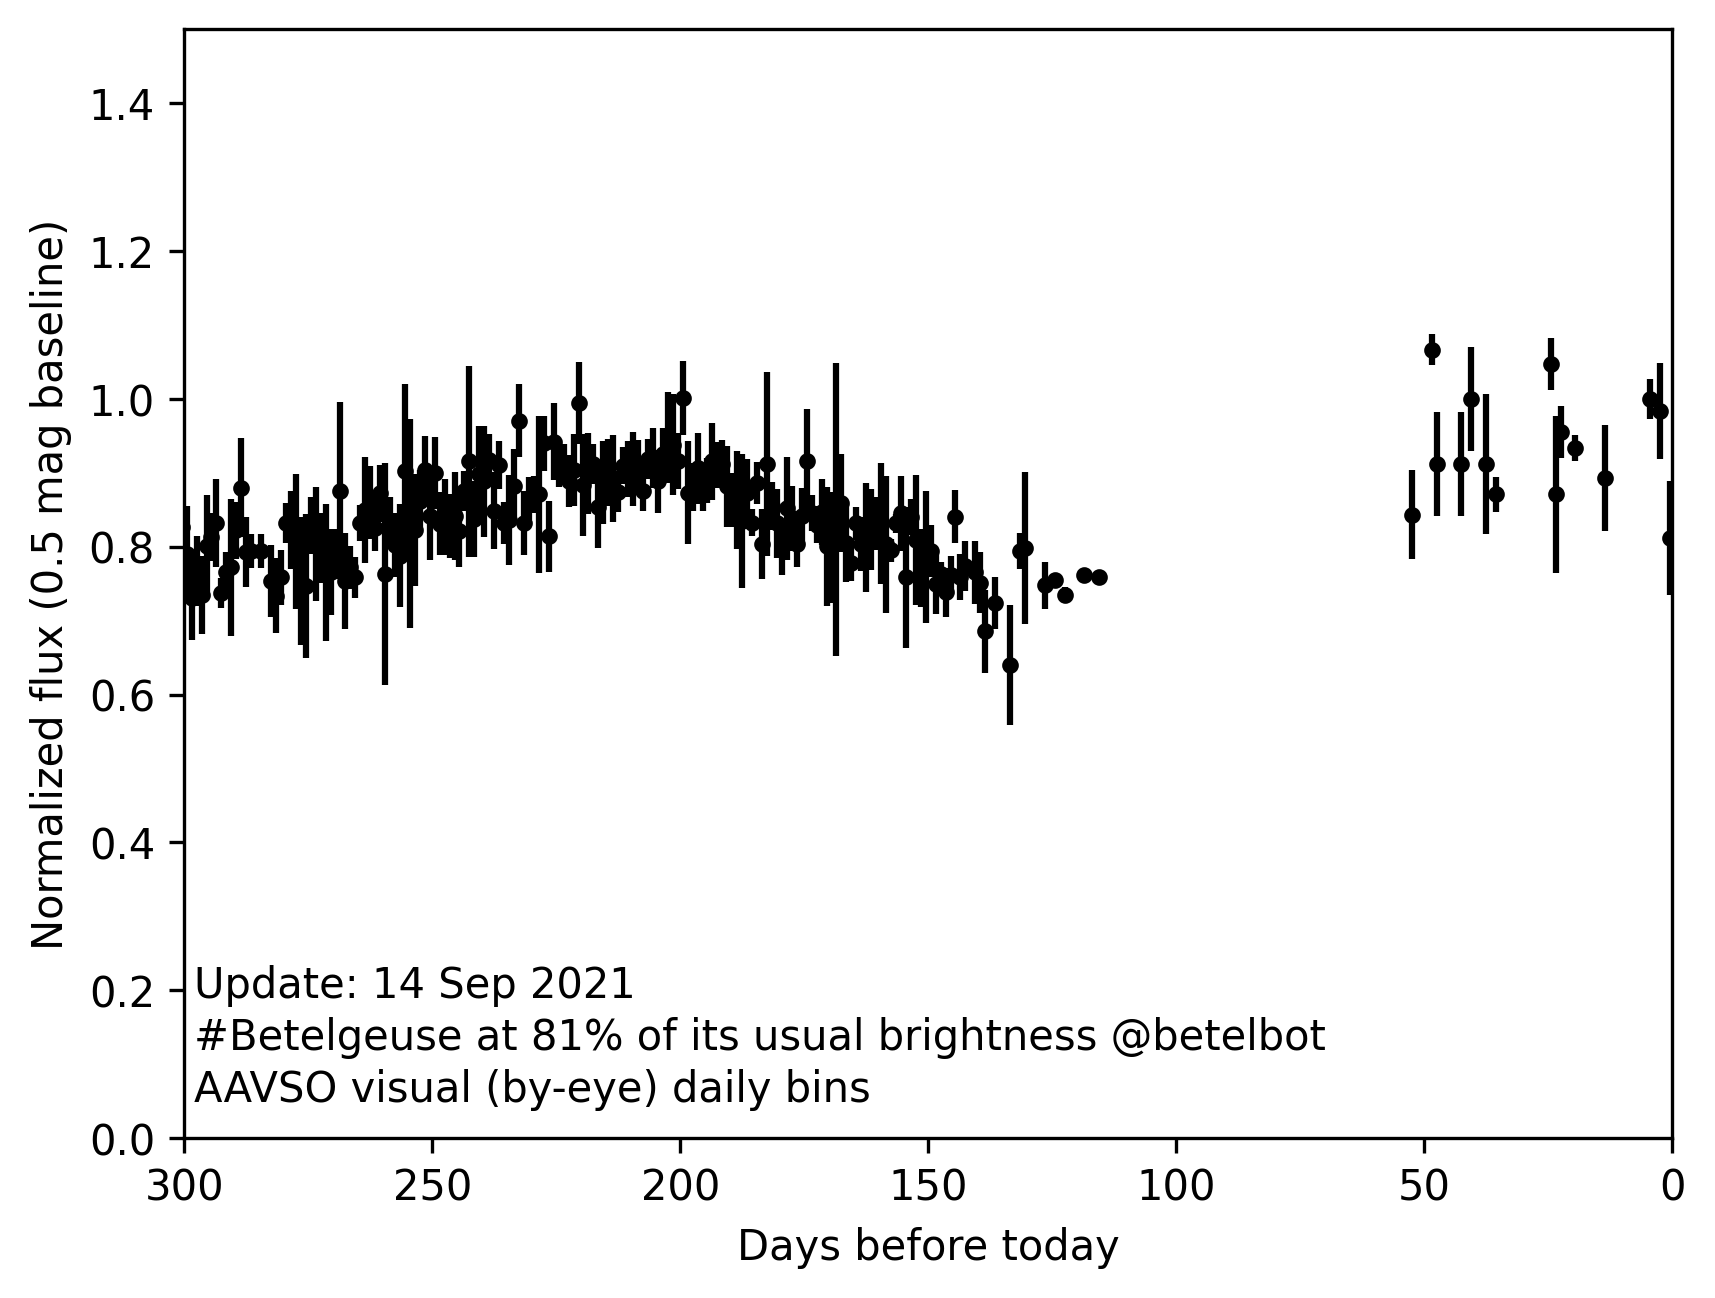 1.4
1.2
1.0
0.8
0.6
0.4
0.2
0.0
Normalized flux (0.5 mag baseline)
Update: 14 Sep 2021
#Betelgeuse at 81% of its usual brightness @betelbot
AAVSO visual (by-eye) daily bins
300 250 200 150 100 50 0
Days before today